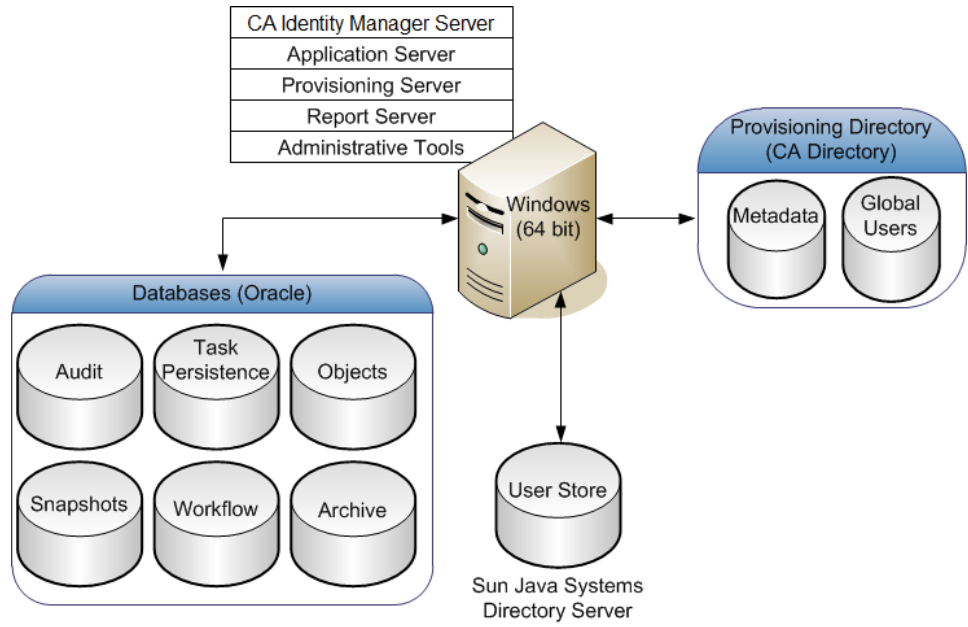 CA Identity Manager Server
Application Server
Provisioning Server
Report Server
Administrative Tools
Windows
(64 bit)
Provisioning Directory
(CA Directory)
Metadata
Global
Users
Databases (Oracle)
Audit
Task
Persistence
Objects
Snapshots
Workflow
Archive
User Store
Sun Java Systems
Directory Server